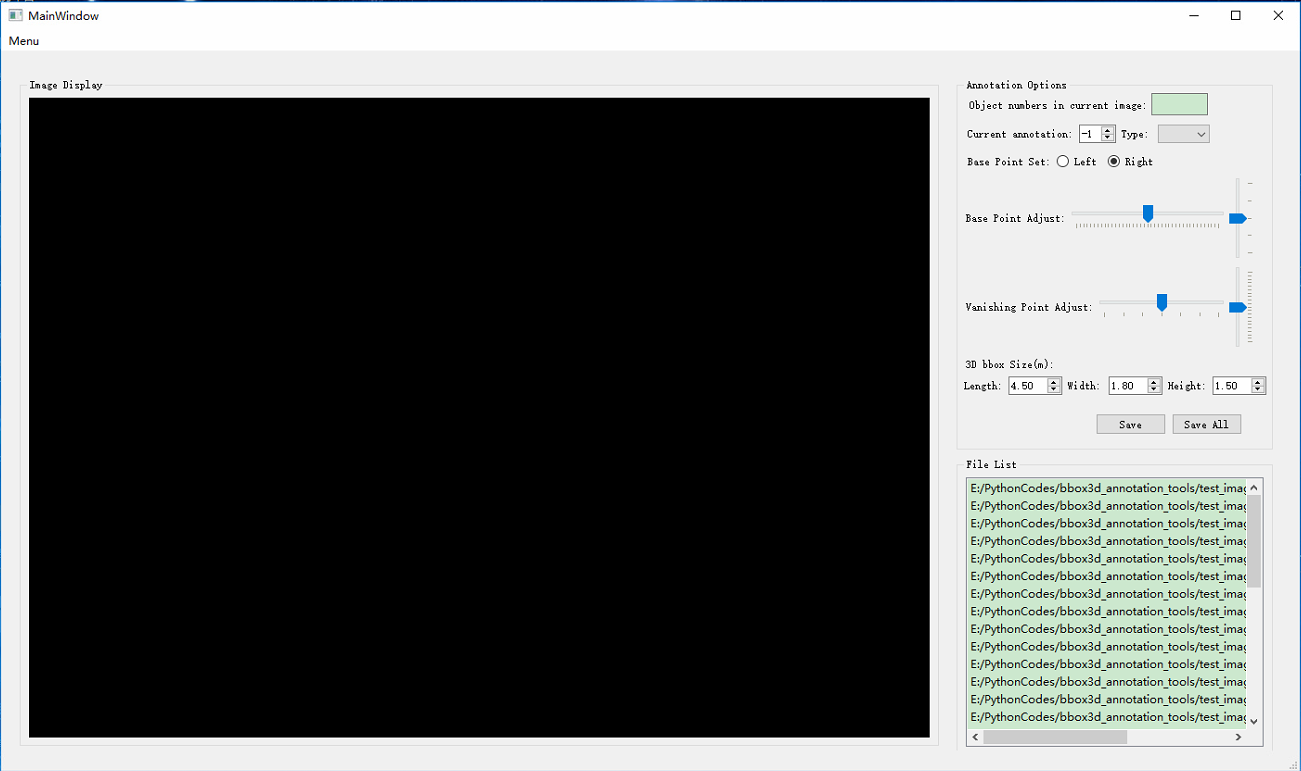 MainWindow
Menu
Image Display
Annotation Options
Object numbers in current image:
Current annotation: -1 Type:
Base Point Set: Left Right
Base Point Adjust:
Vanishing Point Adjust:
3D bbox Size(m):
Length: 4.50 Width: 1.80 Height: 1.50
Save Save All
File List
E:/PythonCodes/bbox3d_annotation_tools/test_imag
E:/PythonCodes/bbox3d_annotation_tools/test_imag
E:/PythonCodes/bbox3d_annotation_tools/test_imag
E:/PythonCodes/bbox3d_annotation_tools/test_imag
E:/PythonCodes/bbox3d_annotation_tools/test_imag
E:/PythonCodes/bbox3d_annotation_tools/test_imag
E:/PythonCodes/bbox3d_annotation_tools/test_imag
E:/PythonCodes/bbox3d_annotation_tools/test_imag
E:/PythonCodes/bbox3d_annotation_tools/test_imag
E:/PythonCodes/bbox3d_annotation_tools/test_imag
E:/PythonCodes/bbox3d_annotation_tools/test_imag
E:/PythonCodes/bbox3d_annotation_tools/test_imag
E:/PythonCodes/bbox3d_annotation_tools/test_imag
E:/PythonCodes/bbox3d_annotation_tools/test_imag